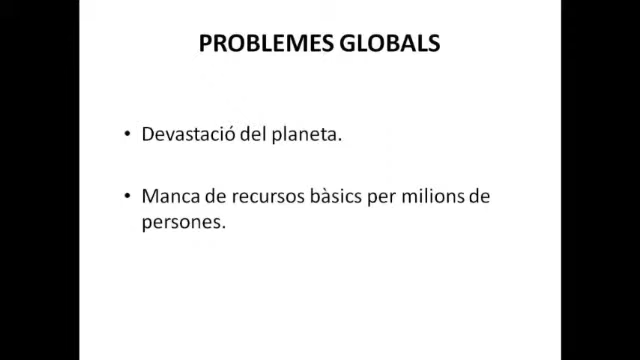 PROBLEMES GLOBALS
• Devastació del planeta.
• Manca de recursos bàsics per milions de
persones.